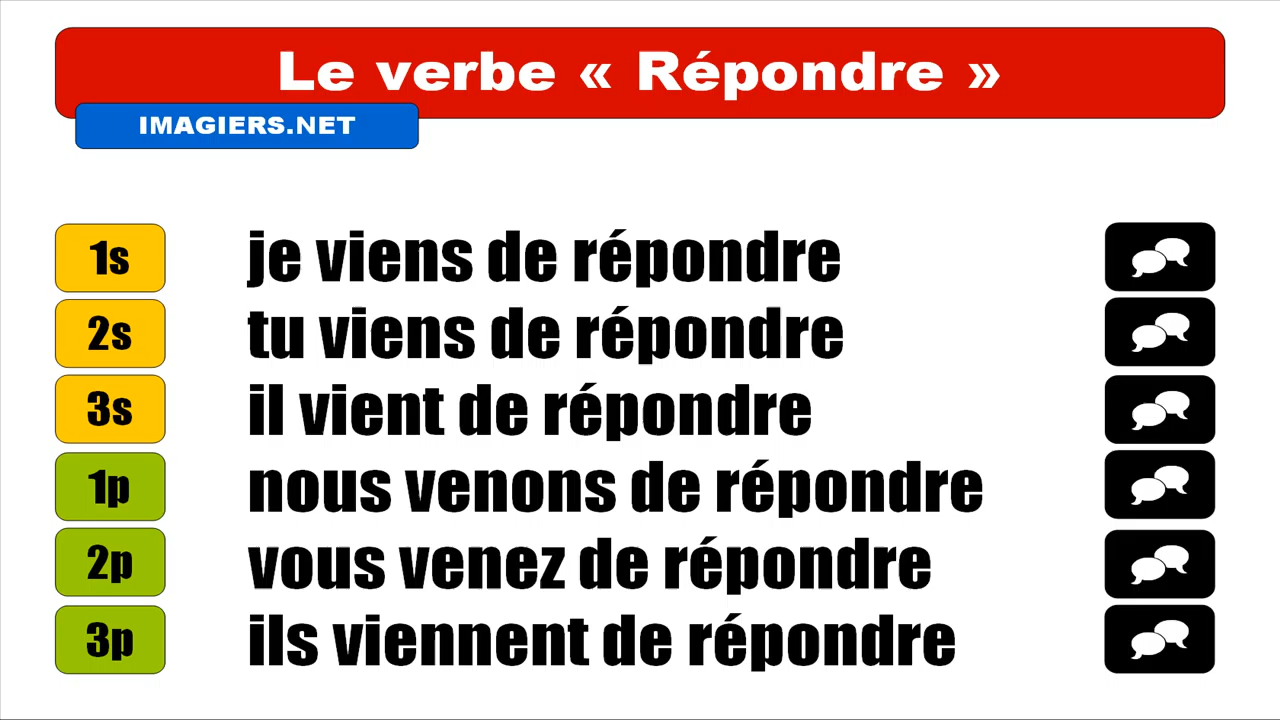 Le verbe « Répondre »
IMAGIERS.NET
1s je viens de répondre
2s tu viens de répondre
3s il vient de répondre
1p nous venons de répondre
2p vous venez de répondre
3p ils viennent de répondre